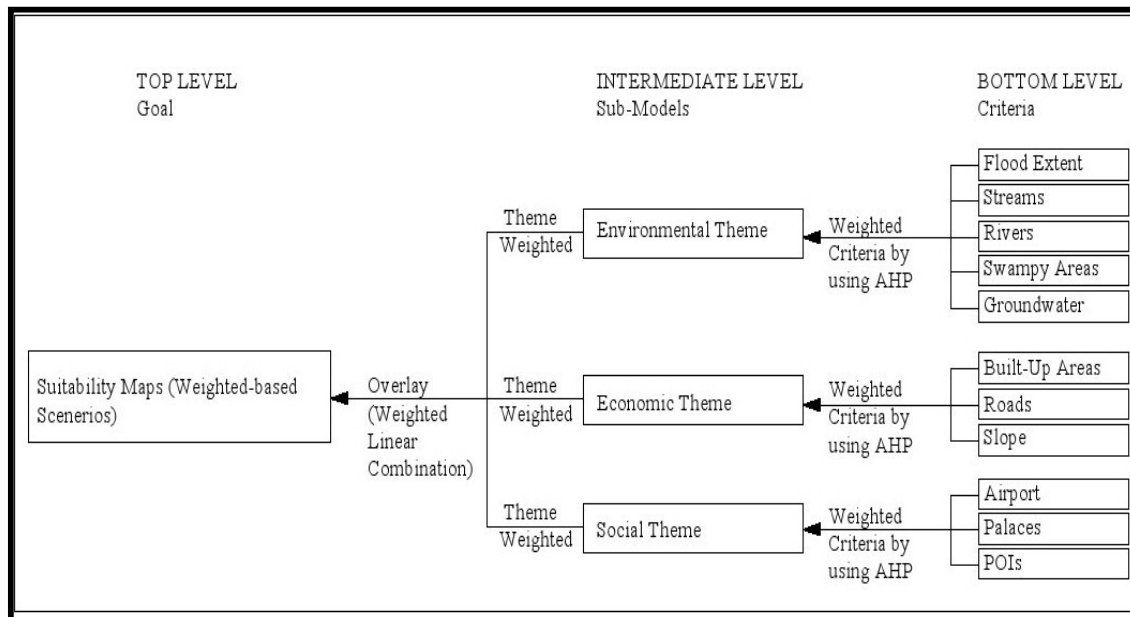 TOP LEVEL
Goal
INTERMEDIATE LEVEL
Sub-Models
BOTTOM LEVEL
Criteria
Suitability Maps (Weighted-based
Scenerios)
Overlay
(Weighted
Linear
Combination)
Theme
Weighted
Environmental Theme
Weighted
Criteria by
using AHP
Flood Extent
Streams
Rivers
Swampy Areas
Groundwater
Theme
Weighted
Economic Theme
Weighted
Criteria by
using AHP
Built-Up Areas
Roads
Slope
Theme
Weighted
Social Theme
Weighted
Criteria by
using AHP
Airport
Palaces
POIs